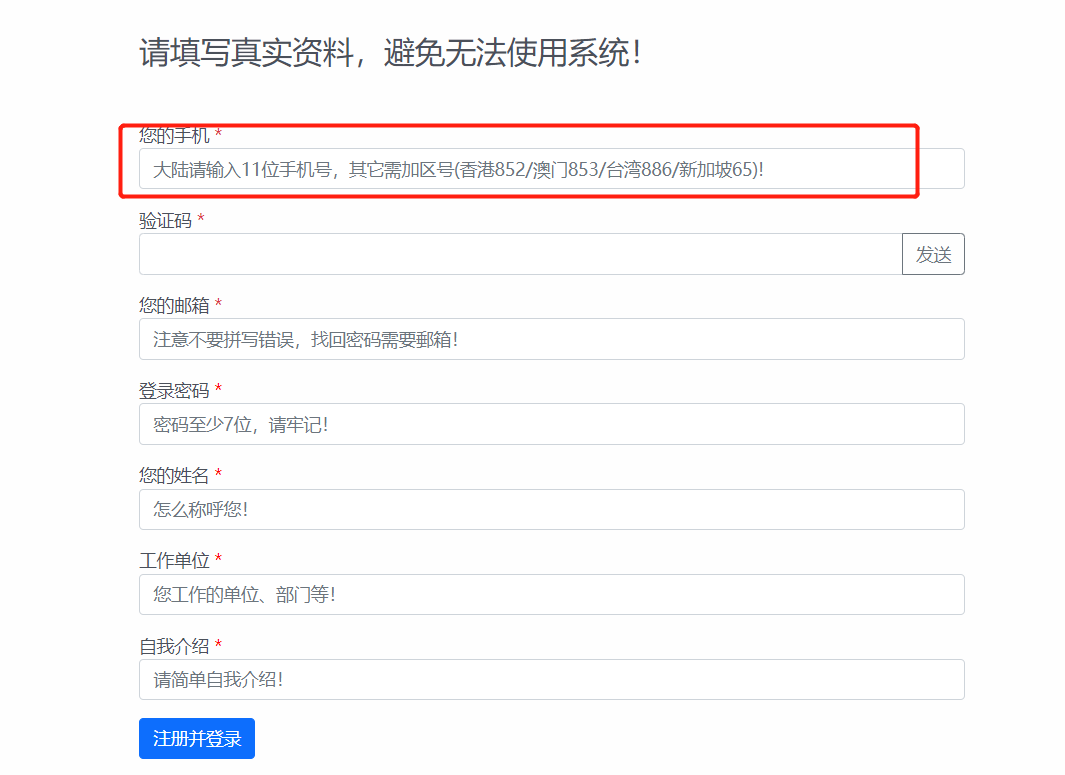 请填写真实资料，避免无法使用系统！
您的手机 *
大陆请输入11位手机号，其它需加区号(香港852/澳门853/台湾886/新加坡65)!
验证码 *
发送
您的邮箱 *
注意不要拼写错误，找回密码需要郵箱！
登录密码 *
密码至少7位，请牢记！
您的姓名 *
怎么称呼您！
工作单位 *
您工作的单位、部门等！
自我介绍 *
请简单自我介绍！
注册并登录